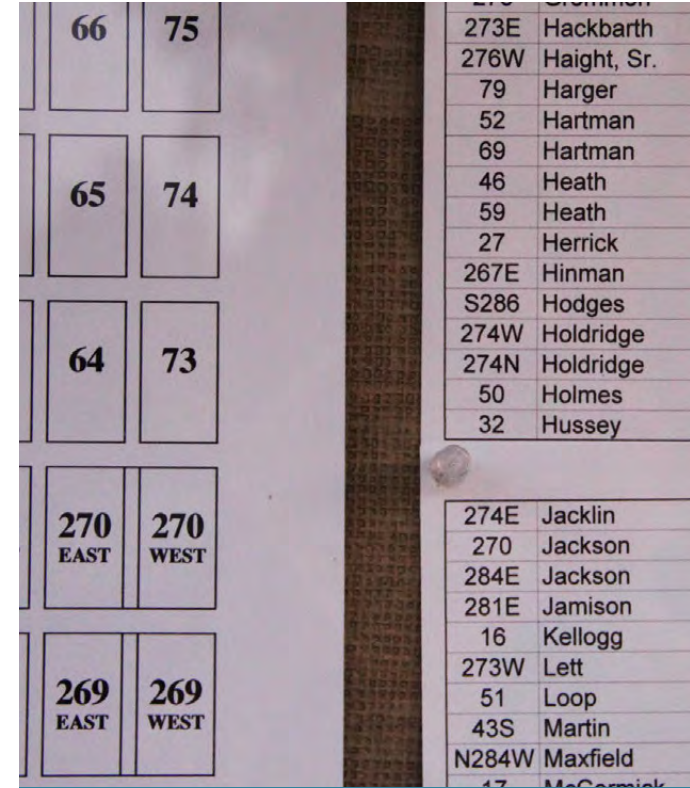 66 75
65 74
64 73
270 270
EAST WEST
269 269
EAST WEST
273E Hackbarth
276W Haight, Sr.
79 Harger
52 Hartman
69 Hartman
46 Heath
59 Heath
27 Herrick
267E Hinman
S286 Hodges
274W Holdridge
274N Holdridge
50 Holmes
32 Hussey
274E Jacklin
270 Jackson
284E Jackson
281E Jamison
16 Kellogg
273W Lett
51 Loop
43S Martin
N284W Maxfield
17 McCormick